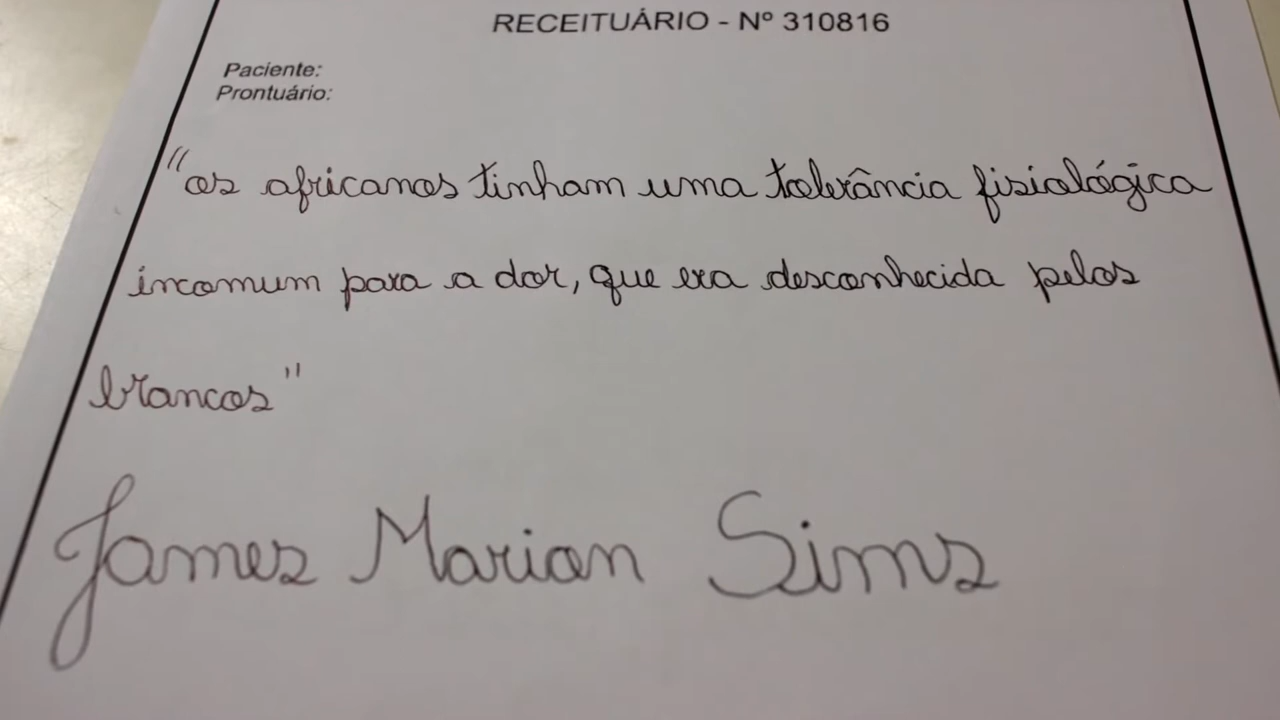 RECEITUÁRIO - Nº 310816
Paciente:
Prontuário:
"os africanos tinham uma tolerância fisiológica
incomum para a dor, que era desconhecida pelos
brancos"
James Marion Sims